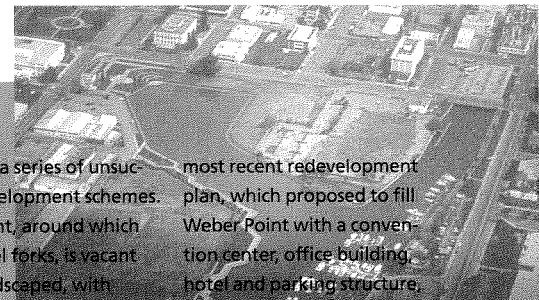 a series of unsuc-
elopment schemes.
nt, around which
el forks, is vacant
dscaped, with
most recent redevelopment
plan, which proposed to fill
Weber Point with a conven-
tion center, office building,
hotel and parking structure,